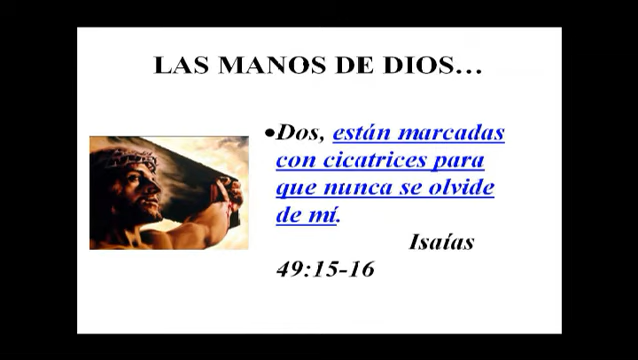 LAS MANOS DE DIOS…
•Dos, están marcadas
con cicatrices para
que nunca se olvide
de mí.
Isaías
49:15-16